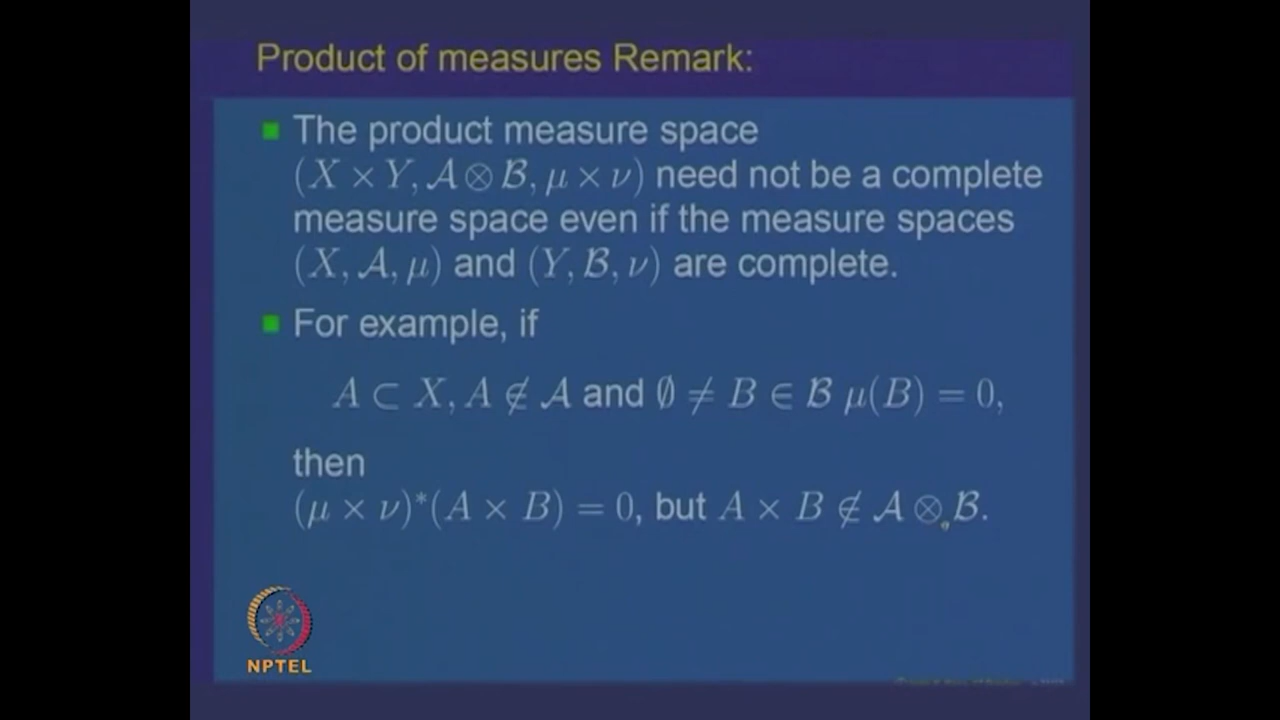 Product of measures Remark:
The product measure space
(X × Y, 𝒜 ⊗ ℬ, μ × ν) need not be a complete
measure space even if the measure spaces
(X, 𝒜, μ) and (Y, ℬ, ν) are complete.
For example, if
A ⊂ X, A ∉ 𝒜 and ∅ ≠ B ∈ ℬ μ(B) = 0,
then
(μ × ν)*(A × B) = 0, but A × B ∉ 𝒜 ⊗ ℬ.
NPTEL